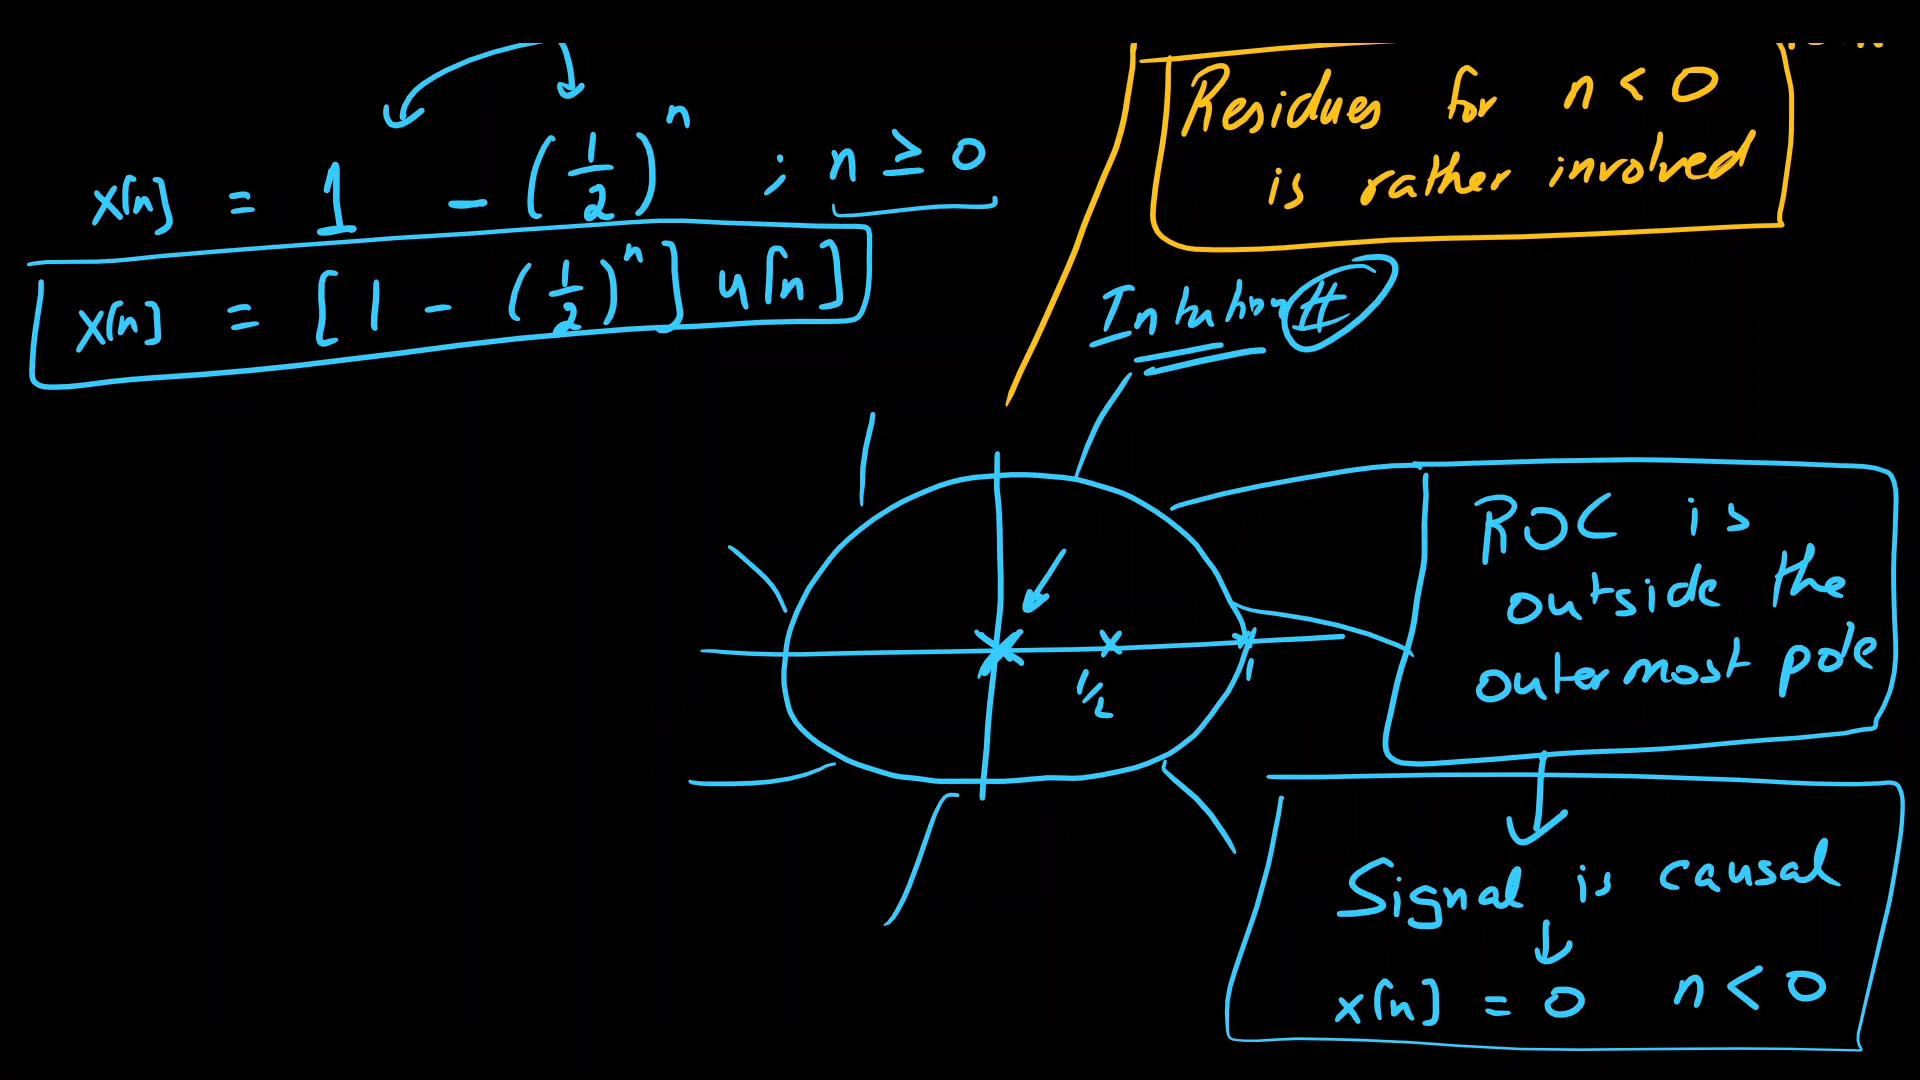 x[n] = 1 - (1/2)^n ; n ≥ 0
x[n] = [1 - (1/2)^n] u[n]
Residues for n < 0
is rather involved
#
1/2
1
ROC is
outside the
outermost pole
Signal is causal
x[n] = 0 n < 0